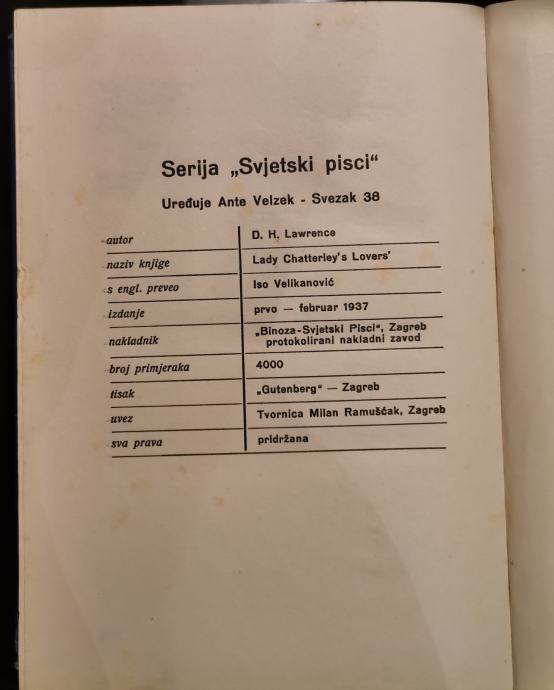 Serija „Svjetski pisci“
Uređuje Ante Velzek - Svezak 38
autor D. H. Lawrence
naziv knjige Lady Chatterley's Lovers'
s engl. preveo Iso Velikanović
izdanje prvo — februar 1937
nakladnik „Binoza-Svjetski Pisci“, Zagreb
protokolirani nakladni zavod
broj primjeraka 4000
tisak „Gutenberg“ — Zagreb
uvez Tvornica Milan Ramušćak, Zagreb
sva prava pridržana